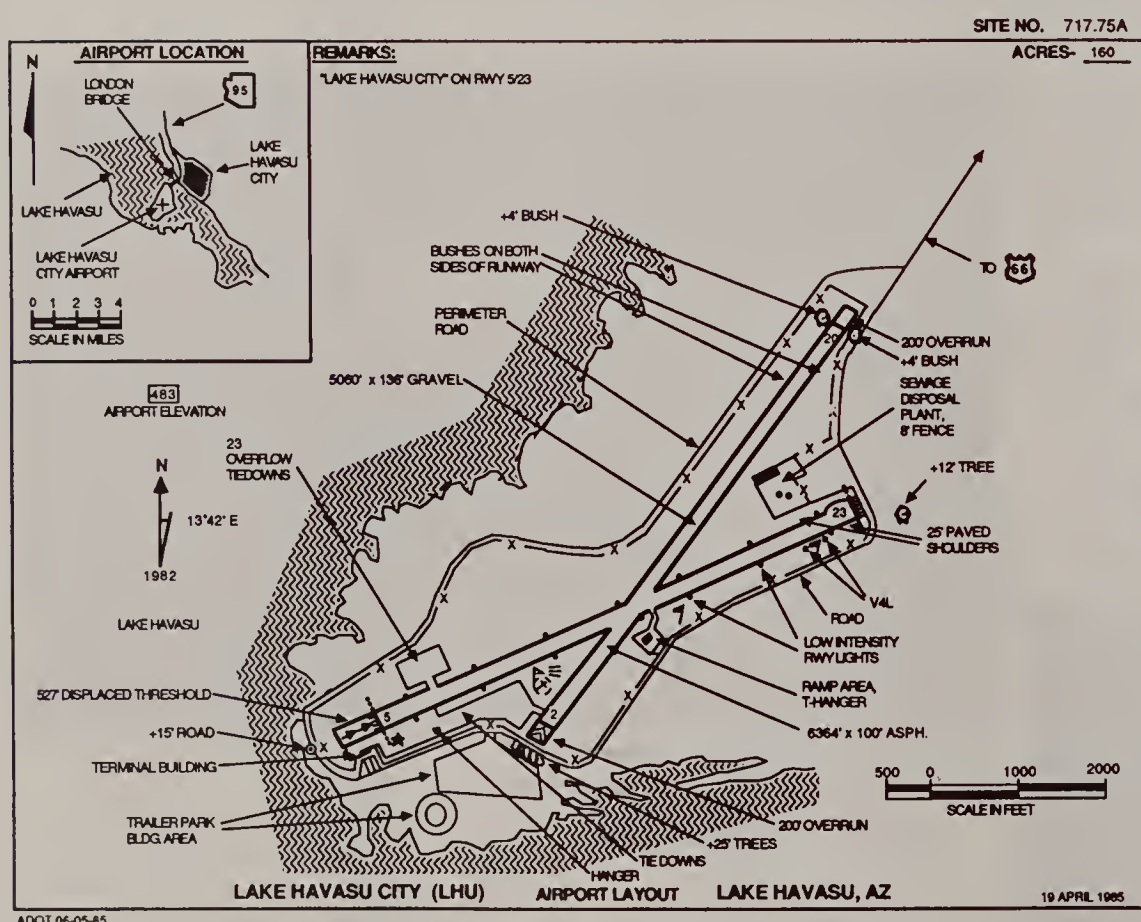 SITE NO. 717.75A
ACRES- 160
AIRPORT LOCATION
N
LONDON
BRIDGE
95
LAKE
HAVASU
CITY
LAKE HAVASU
LAKE HAVASU
CITY AIRPORT
0 1 2 3 4
SCALE IN MILES
REMARKS:
"LAKE HAVASU CITY" ON RWY 5/23
+4' BUSH
BUSHES ON BOTH
SIDES OF RUNWAY
PERIMETER
ROAD
5060' x 136' GRAVEL
TO 66
20
200' OVERRUN
+4' BUSH
SEWAGE
DISPOSAL
PLANT,
8' FENCE
+12' TREE
23
25' PAVED
SHOULDERS
V4L
ROAD
LOW INTENSITY
RWY LIGHTS
RAMP AREA,
T-HANGER
6364' x 100' ASPH.
483
AIRPORT ELEVATION
23
OVERFLOW
TIEDOWNS
N
13°42' E
1982
LAKE HAVASU
527' DISPLACED THRESHOLD
5
2
+15' ROAD
TERMINAL BUILDING
TRAILER PARK
BLDG. AREA
500 0 1000 2000
SCALE IN FEET
200' OVERRUN
+25' TREES
TIE DOWNS
HANGER
LAKE HAVASU CITY (LHU) AIRPORT LAYOUT LAKE HAVASU, AZ
19 APRIL 1985
ADOT 06-05-85